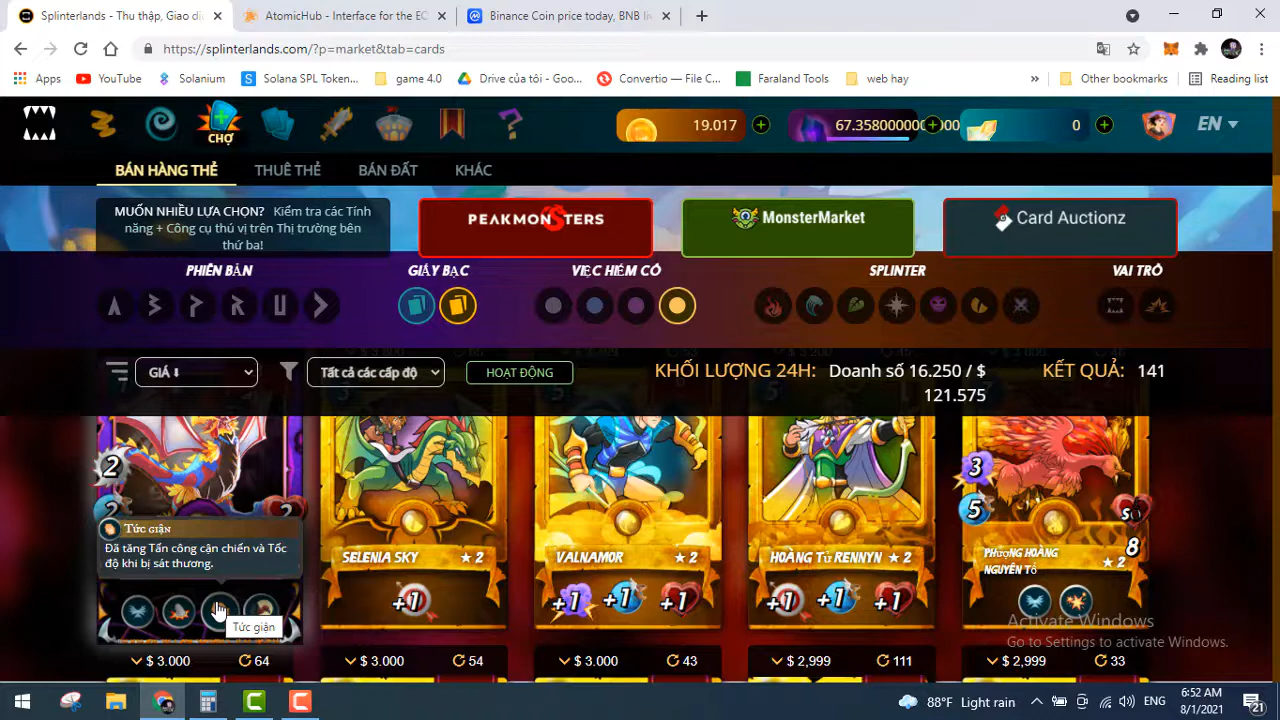 Splinterlands - Thu thập, Giao di
AtomicHub - Interface for the EC
Binance Coin price today, BNB li
https://splinterlands.com/?p=market&tab=cards
Apps
YouTube
Solanium
Solana SPL Token...
game 4.0
Drive của tôi - Goo...
Convertio — File C...
Faraland Tools
web hay
»
Other bookmarks
Reading list
CHỢ
19.017
67.358000000
000
0
EN
BÁN HÀNG THẺ
THUÊ THẺ
BÁN ĐẤT
KHÁC
MUỐN NHIỀU LỰA CHỌN? Kiểm tra các Tính
năng + Công cụ thú vị trên Thị trường bên
thứ ba!
PEAKMONSTERS
MonsterMarket
Card Auctionz
PHIÊN BẢN
GIẤY BẠC
VIỆC HIẾM CÓ
SPLINTER
VAI TRÒ
GIÁ ⬇
Tất cả các cấp độ
HOẠT ĐỘNG
KHỐI LƯỢNG 24H: Doanh số 16.250 / $
121.575
KẾT QUẢ: 141
2
2
2
Tức giận
Đã tăng Tấn công cận chiến và Tốc
độ khi bị sát thương.
Tức giận
SELENIA SKY ★ 2
+1
VALNAMOR ★ 2
+1 +1 +1
HOÀNG TỬ RENNYN ★ 2
+1 +1 +1
3
5
8
PHƯỢNG HOÀNG
NGUYÊN TỐ ★ 2
$ 3.000 64
$ 3.000 54
$ 3.000 43
$ 2,999 111
$ 2,999 33
Activate Windows
Go to Settings to activate Windows.
88°F Light rain
ENG
6:52 AM
8/1/2021
21